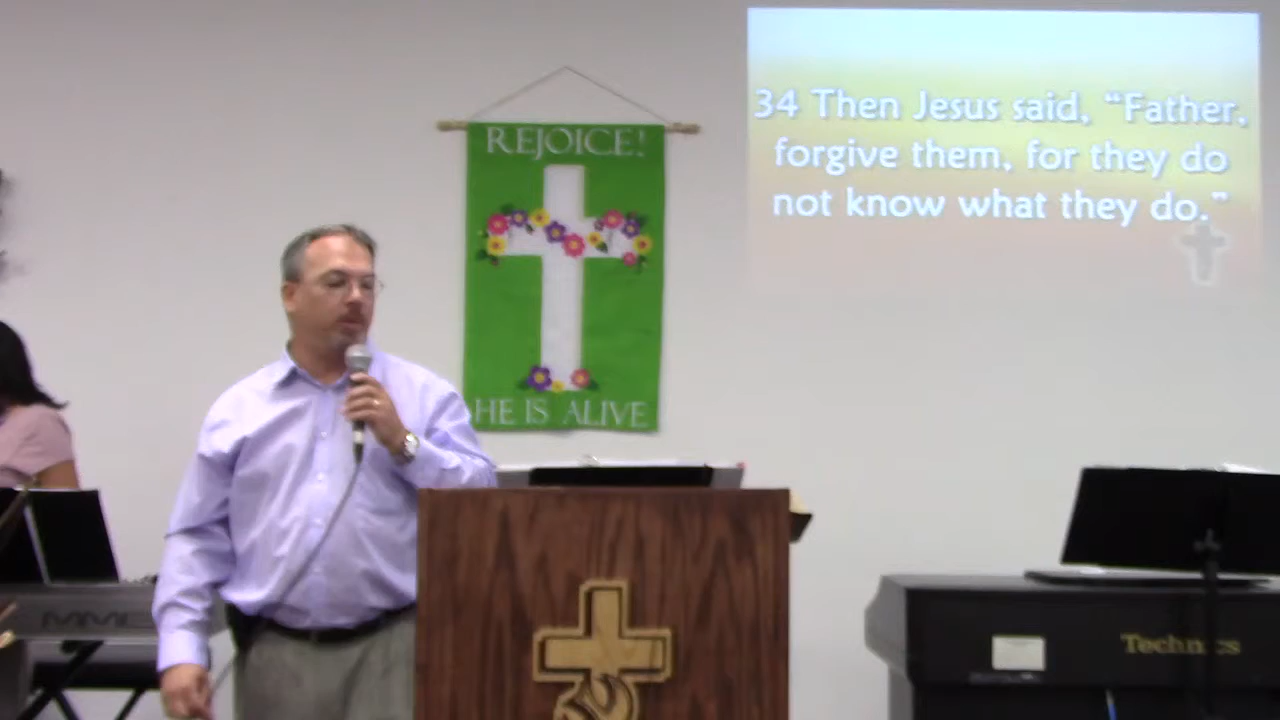 REJOICE!
HE IS ALIVE
34 Then Jesus said, “Father,
forgive them, for they do
not know what they do.”
Technics